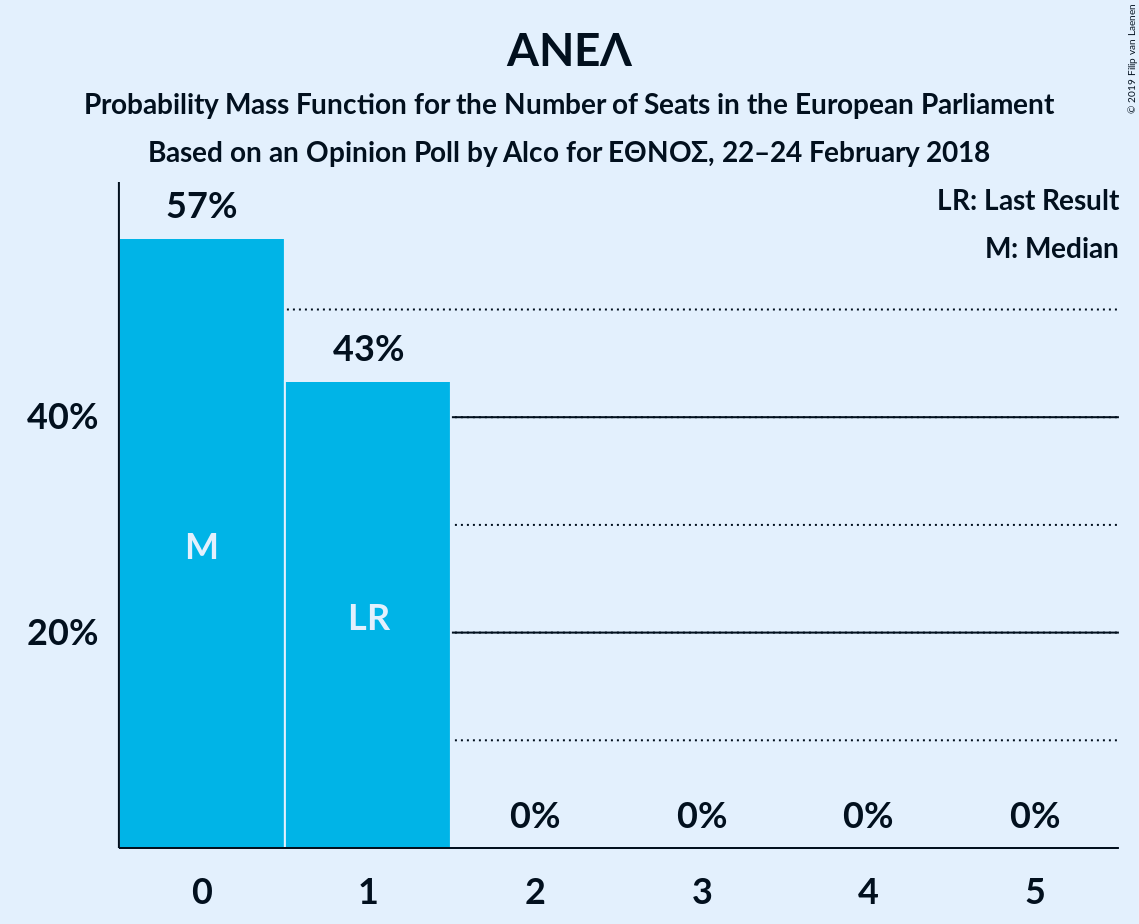 ΑΝΕΛ
Probability Mass Function for the Number of Seats in the European Parliament
Based on an Opinion Poll by Alco for ΕΘΝΟΣ, 22–24 February 2018
© 2019 Filip van Laenen
LR: Last Result
M: Median
57%
43%
40%
M
LR
20%
0% 0% 0% 0%
0 1 2 3 4 5